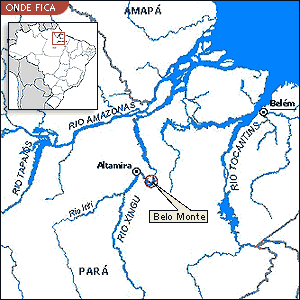 ONDE FICA
AMAPÁ
RIO AMAZONAS
Belém
RIO TAPAJÓS
RIO TOCANTINS
Altamira
Rio Iriri
Belo Monte
RIO XINGU
PARÁ